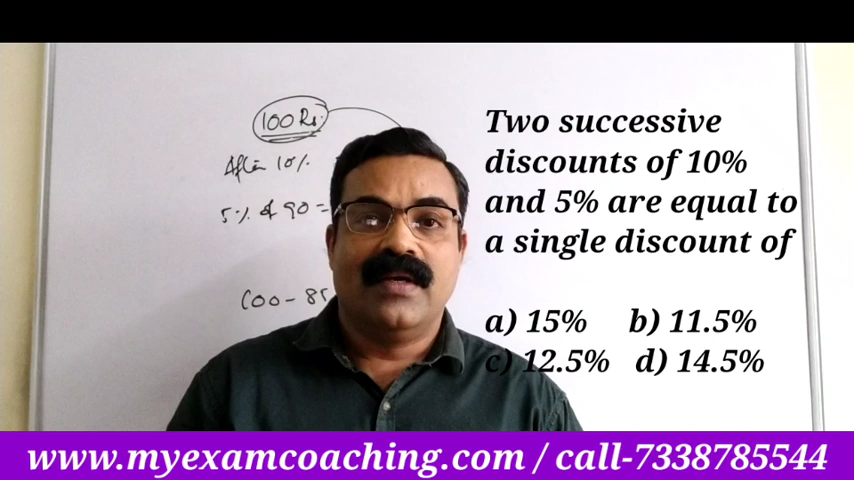 100 Rs.
After 10%
5% of 90 =
100 - 85
Two successive
discounts of 10%
and 5% are equal to
a single discount of
a) 15% b) 11.5%
c) 12.5% d) 14.5%
www.myexamcoaching.com / call-7338785544